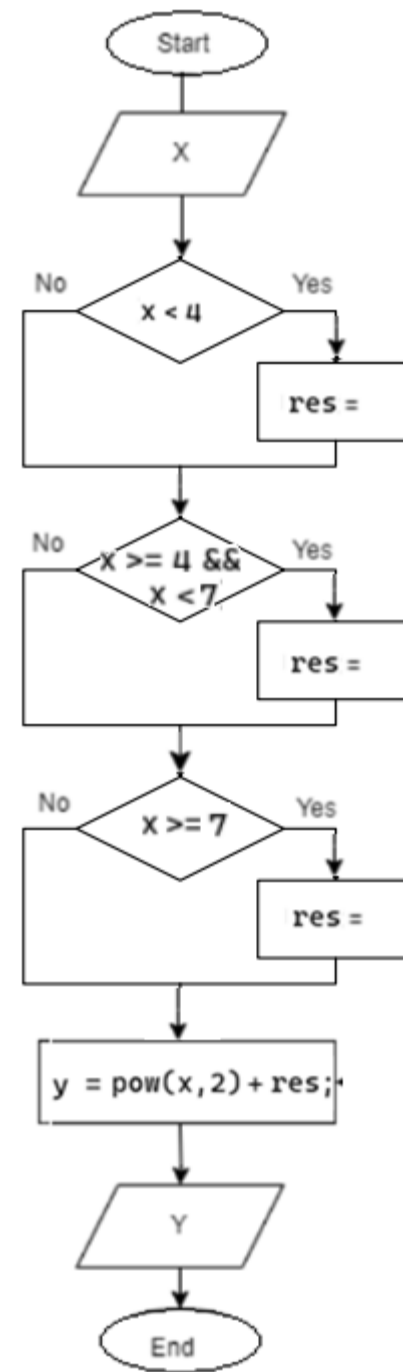 Start
X
No
Yes
x < 4
res =
No
Yes
x >= 4 &&
x < 7
res =
No
Yes
x >= 7
res =
y = pow(x,2) + res;
Y
End